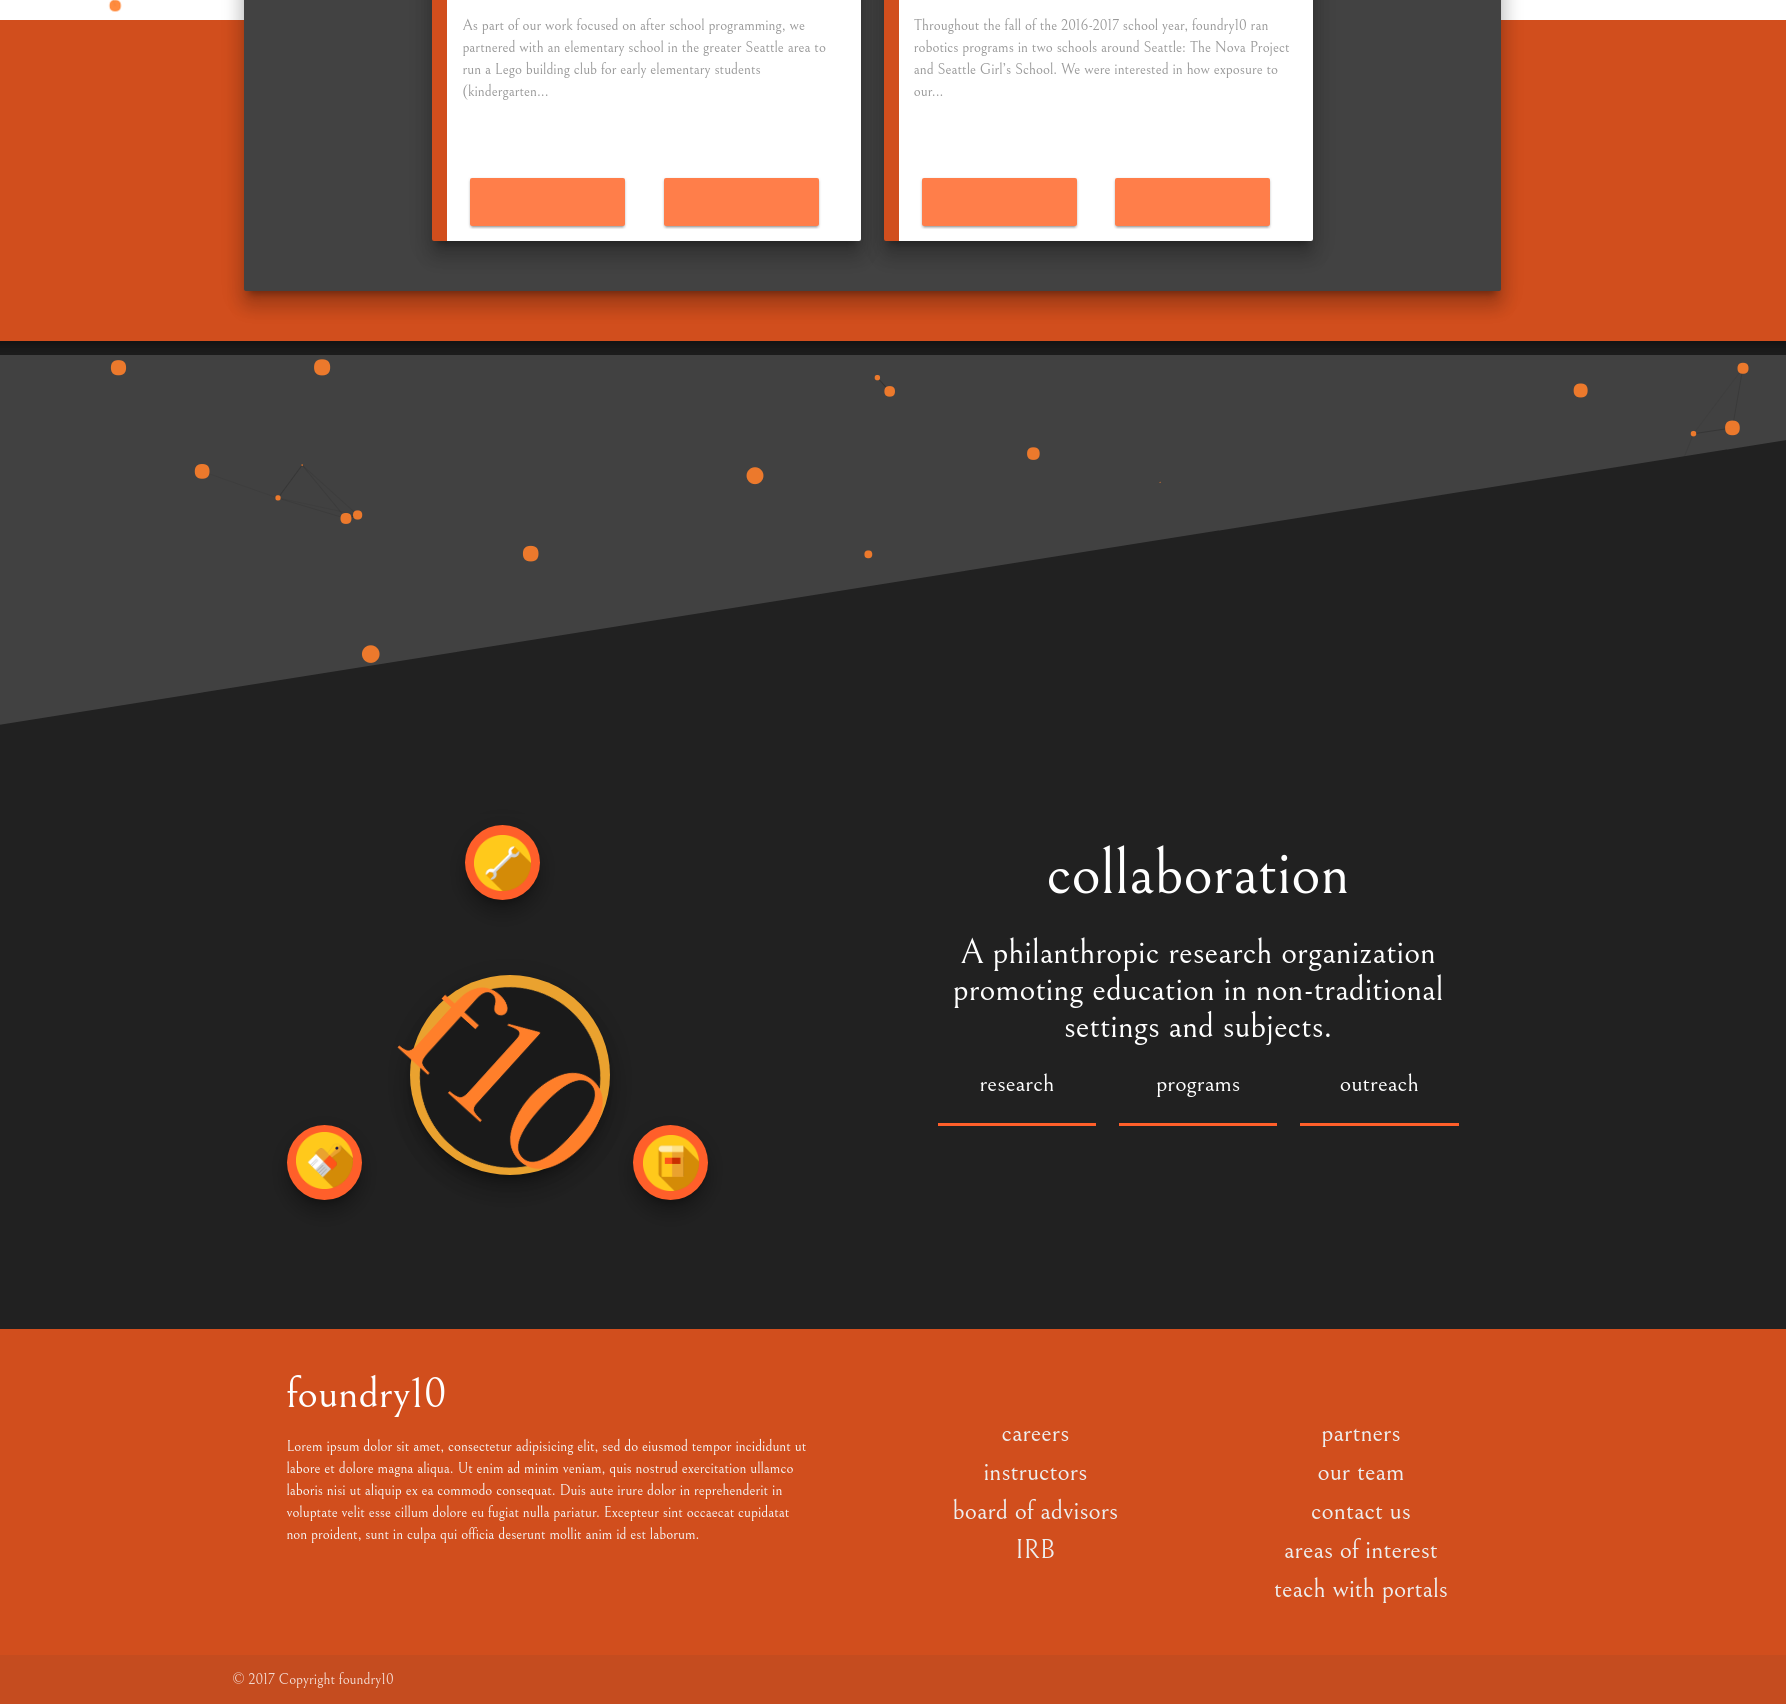 As part of our work focused on after school programming, we
partnered with an elementary school in the greater Seattle area to
run a Lego building club for early elementary students
(kindergarten...
Throughout the fall of the 2016-2017 school year, foundry10 ran
robotics programs in two schools around Seattle: The Nova Project
and Seattle Girl's School. We were interested in how exposure to
our...
f10
collaboration
A philanthropic research organization
promoting education in non-traditional
settings and subjects.
research
programs
outreach
foundry10
Lorem ipsum dolor sit amet, consectetur adipisicing elit, sed do eiusmod tempor incididunt ut
labore et dolore magna aliqua. Ut enim ad minim veniam, quis nostrud exercitation ullamco
laboris nisi ut aliquip ex ea commodo consequat. Duis aute irure dolor in reprehenderit in
voluptate velit esse cillum dolore eu fugiat nulla pariatur. Excepteur sint occaecat cupidatat
non proident, sunt in culpa qui officia deserunt mollit anim id est laborum.
careers
instructors
board of advisors
IRB
partners
our team
contact us
areas of interest
teach with portals
© 2017 Copyright foundry10